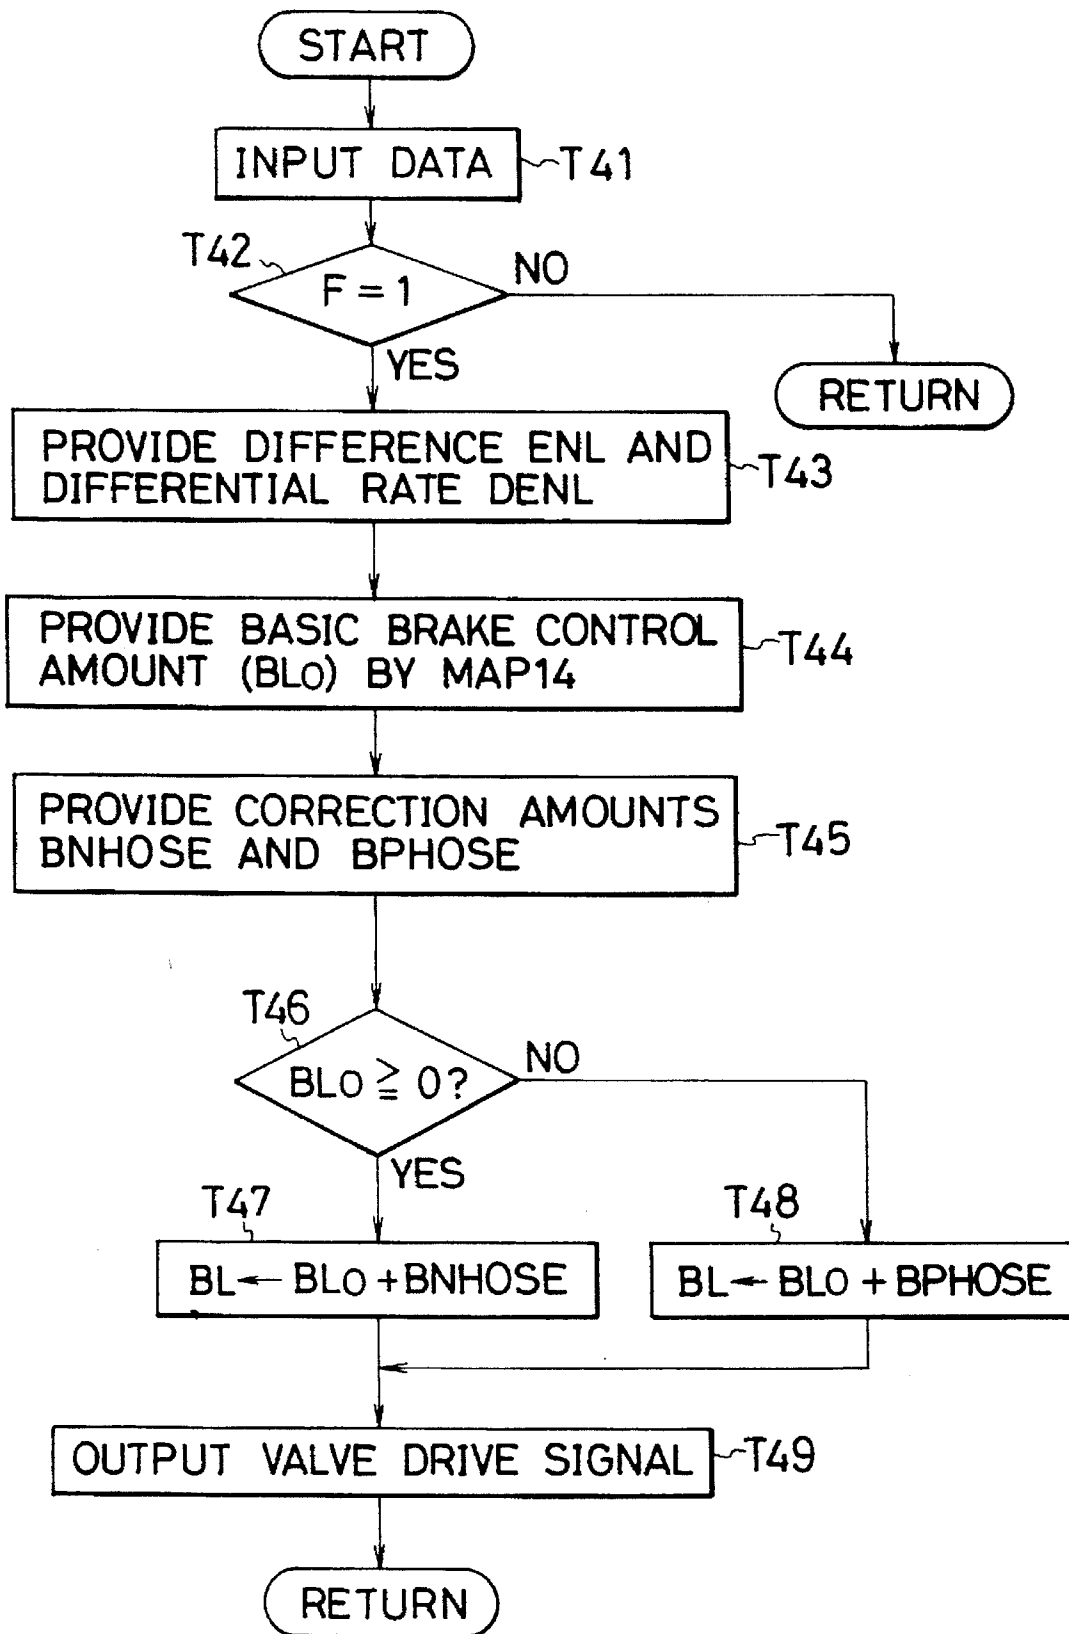 START
INPUT DATA
T41
T42
F = 1
NO
YES
RETURN
PROVIDE DIFFERENCE ENL AND
DIFFERENTIAL RATE DENL
T43
PROVIDE BASIC BRAKE CONTROL
AMOUNT (BLO) BY MAP14
T44
PROVIDE CORRECTION AMOUNTS
BNHOSE AND BPHOSE
T45
T46
BLO ≧ 0?
NO
YES
T47
BL ← BLO + BNHOSE
T48
BL ← BLO + BPHOSE
OUTPUT VALVE DRIVE SIGNAL
T49
RETURN